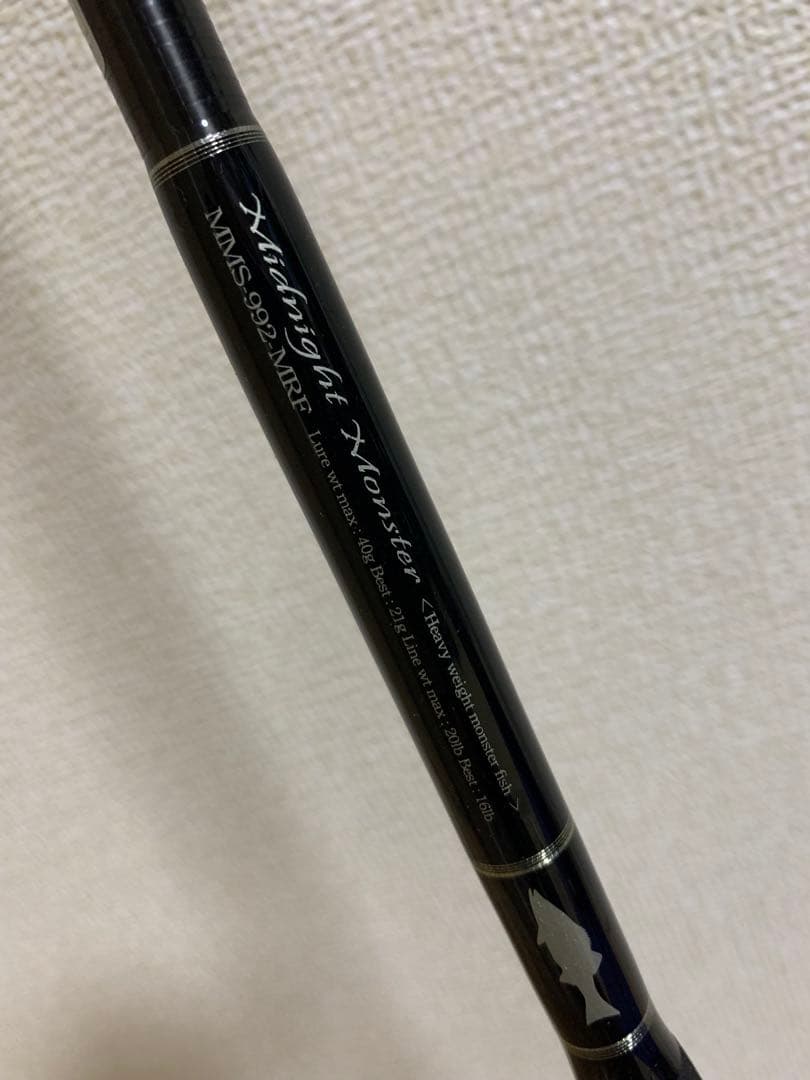 Midnight Monster <Heavy weight monster fish>
MMS-992-MRF Lure wt max : 40g Best : 21g Line wt max : 20lb Best : 16lb